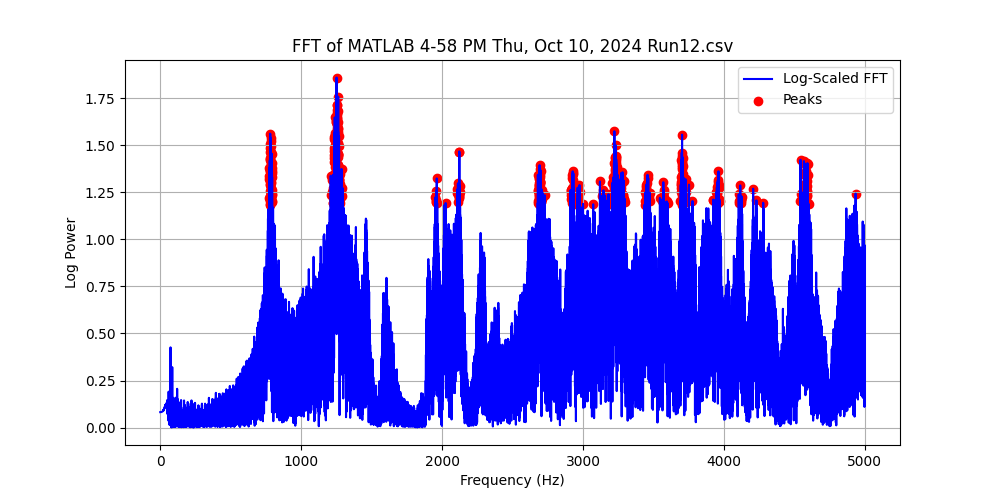 FFT of MATLAB 4-58 PM Thu, Oct 10, 2024 Run12.csv
Log-Scaled FFT
Peaks
1.75
1.50
1.25
1.00
0.75
0.50
0.25
0.00
Log Power
0 1000 2000 3000 4000 5000
Frequency (Hz)